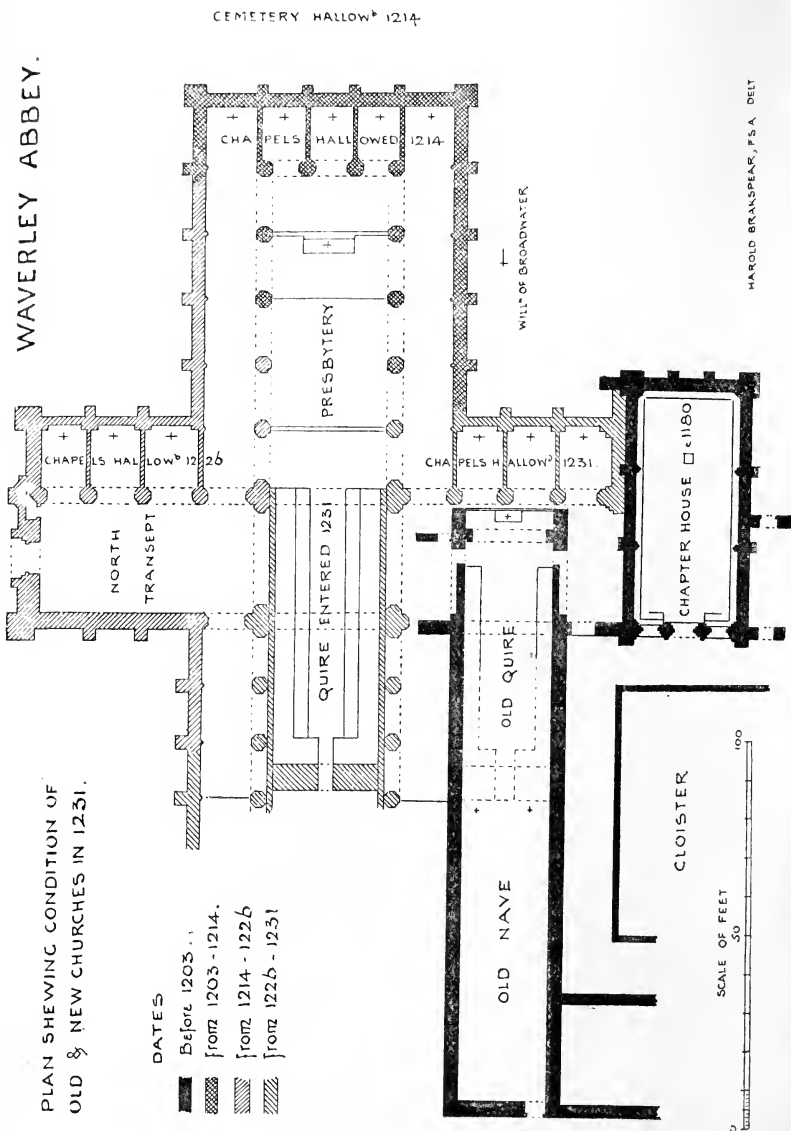 CEMETERY HALLOWᴰ 1214
WAVERLEY ABBEY.
CHAPELS HALLOWED 1214
WILLᵐ OF BROADWATER
HAROLD BRAKSPEAR, F S A DELT
PRESBYTERY
CHAPELS HALLOWᴰ 1226
CHAPELS HALLOWᴰ 1231.
NORTH
TRANSEPT
QUIRE ENTERED 1231
OLD QUIRE
CHAPTER HOUSE c1180
PLAN SHEWING CONDITION OF
OLD & NEW CHURCHES IN 1231.
DATES
Before 1203..
from 1203-1214.
from 1214-1226
from 1226-1231
OLD NAVE
CLOISTER
SCALE OF FEET
0 50 100